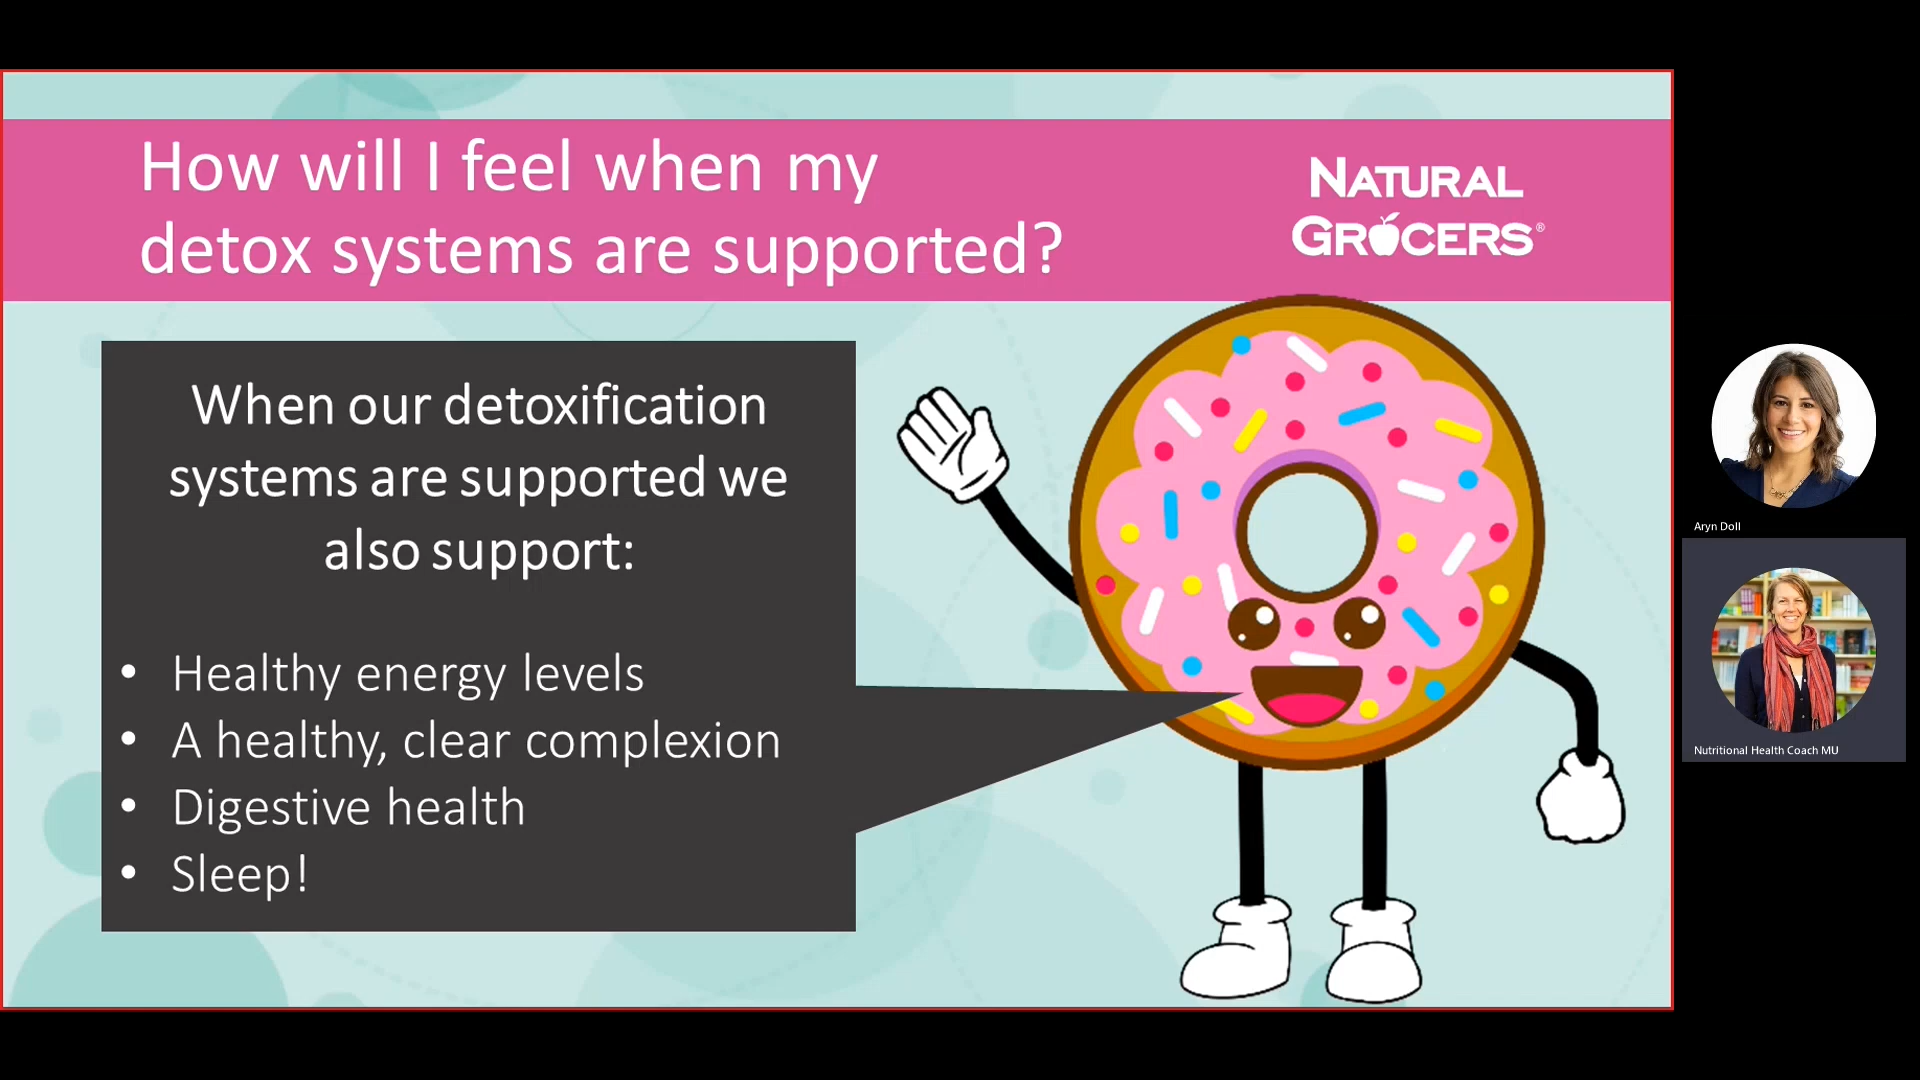 How will I feel when my
detox systems are supported?
NATURAL
GROCERS®
When our detoxification
systems are supported we
also support:
• Healthy energy levels
• A healthy, clear complexion
• Digestive health
• Sleep!
Aryn Doll
Nutritional Health Coach MU